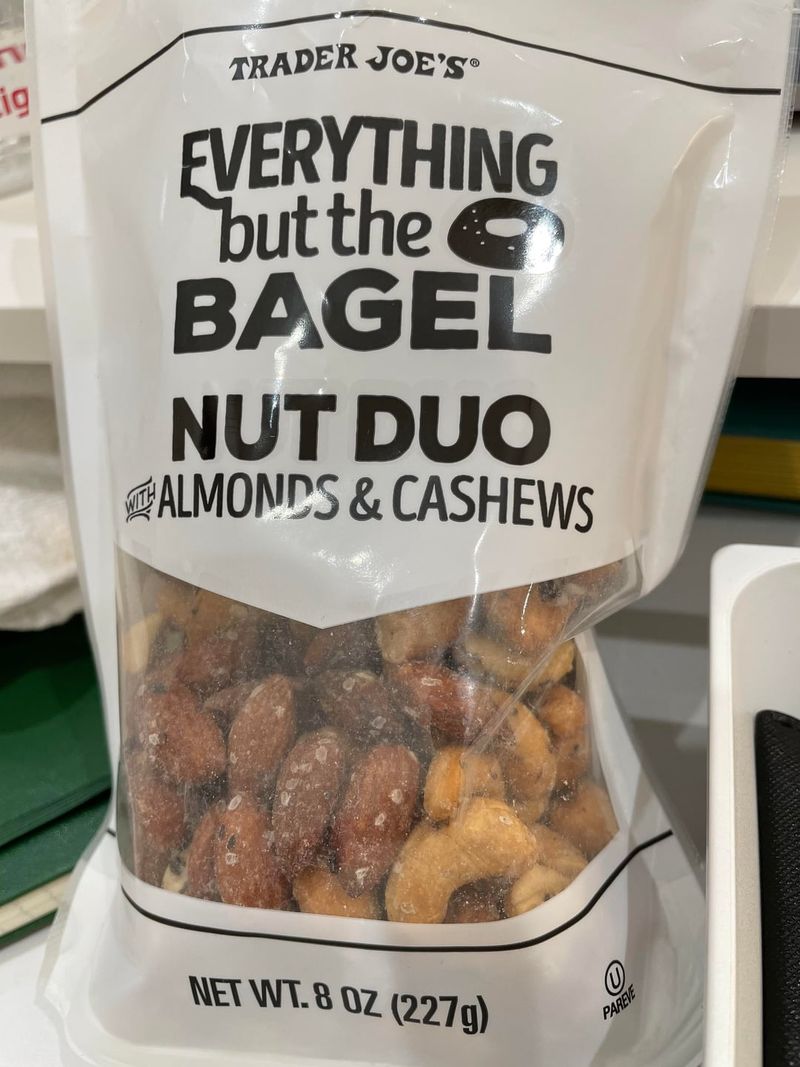 TRADER JOE'S®
EVERYTHING
but the
BAGEL
NUT DUO
WITH ALMONDS & CASHEWS
NET WT. 8 OZ (227g)
U
PAREVE